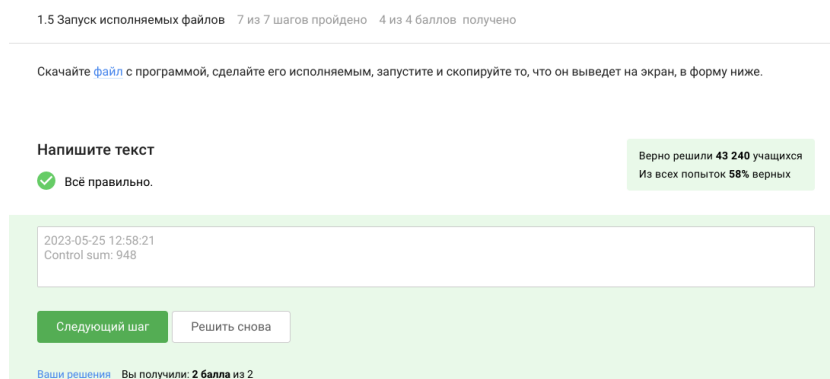 1.5 Запуск исполняемых файлов 7 из 7 шагов пройдено 4 из 4 баллов получено
Скачайте файл с программой, сделайте его исполняемым, запустите и скопируйте то, что он выведет на экран, в форму ниже.
Напишите текст
Всё правильно.
Верно решили 43 240 учащихся
Из всех попыток 58% верных
2023-05-25 12:58:21
Control sum: 948
Следующий шаг Решить снова
Ваши решения Вы получили: 2 балла из 2